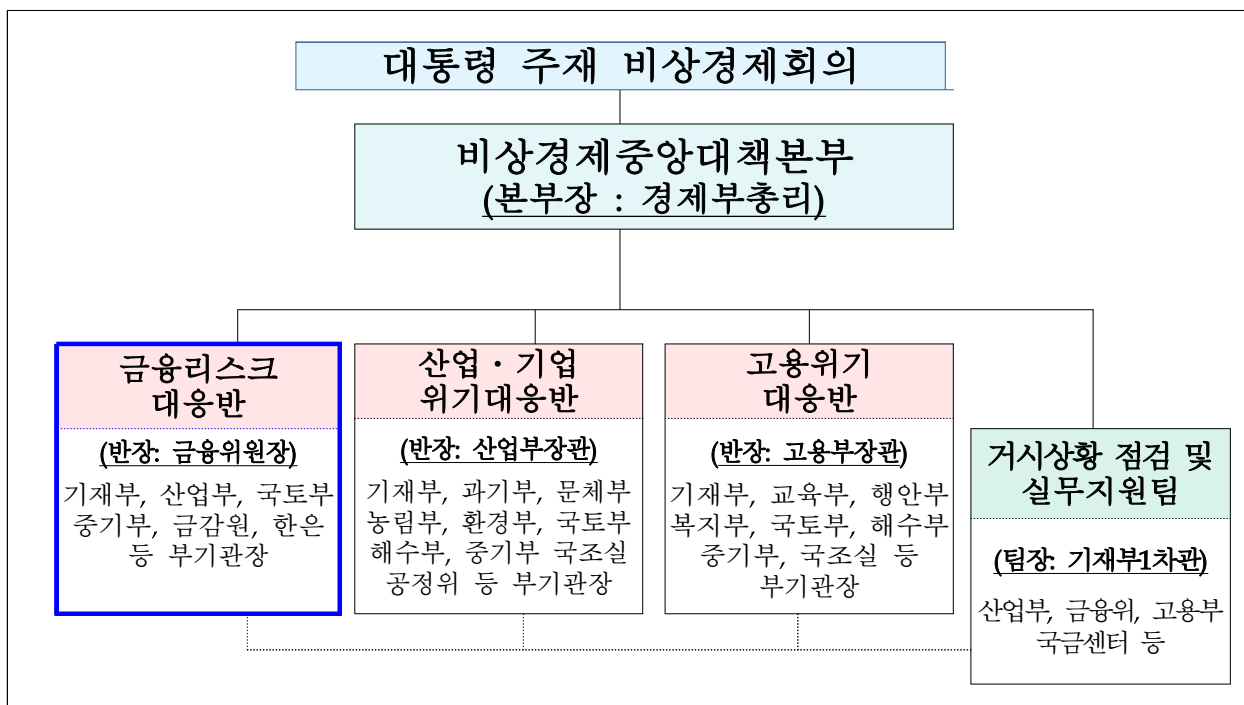 대통령 주재 비상경제회의
비상경제중앙대책본부
(본부장 : 경제부총리)
금융리스크
대응반
(반장: 금융위원장)
기재부, 산업부, 국토부
중기부, 금감원, 한은
등 부기관장
산업·기업
위기대응반
(반장: 산업부장관)
기재부, 과기부, 문체부
농림부, 환경부, 국토부
해수부, 중기부 국조실
공정위 등 부기관장
고용위기
대응반
(반장: 고용부장관)
기재부, 교육부, 행안부
복지부, 국토부, 해수부
중기부, 국조실 등
부기관장
거시상황 점검 및
실무지원팀
(팀장: 기재부1차관)
산업부, 금융위, 고용부
국금센터 등